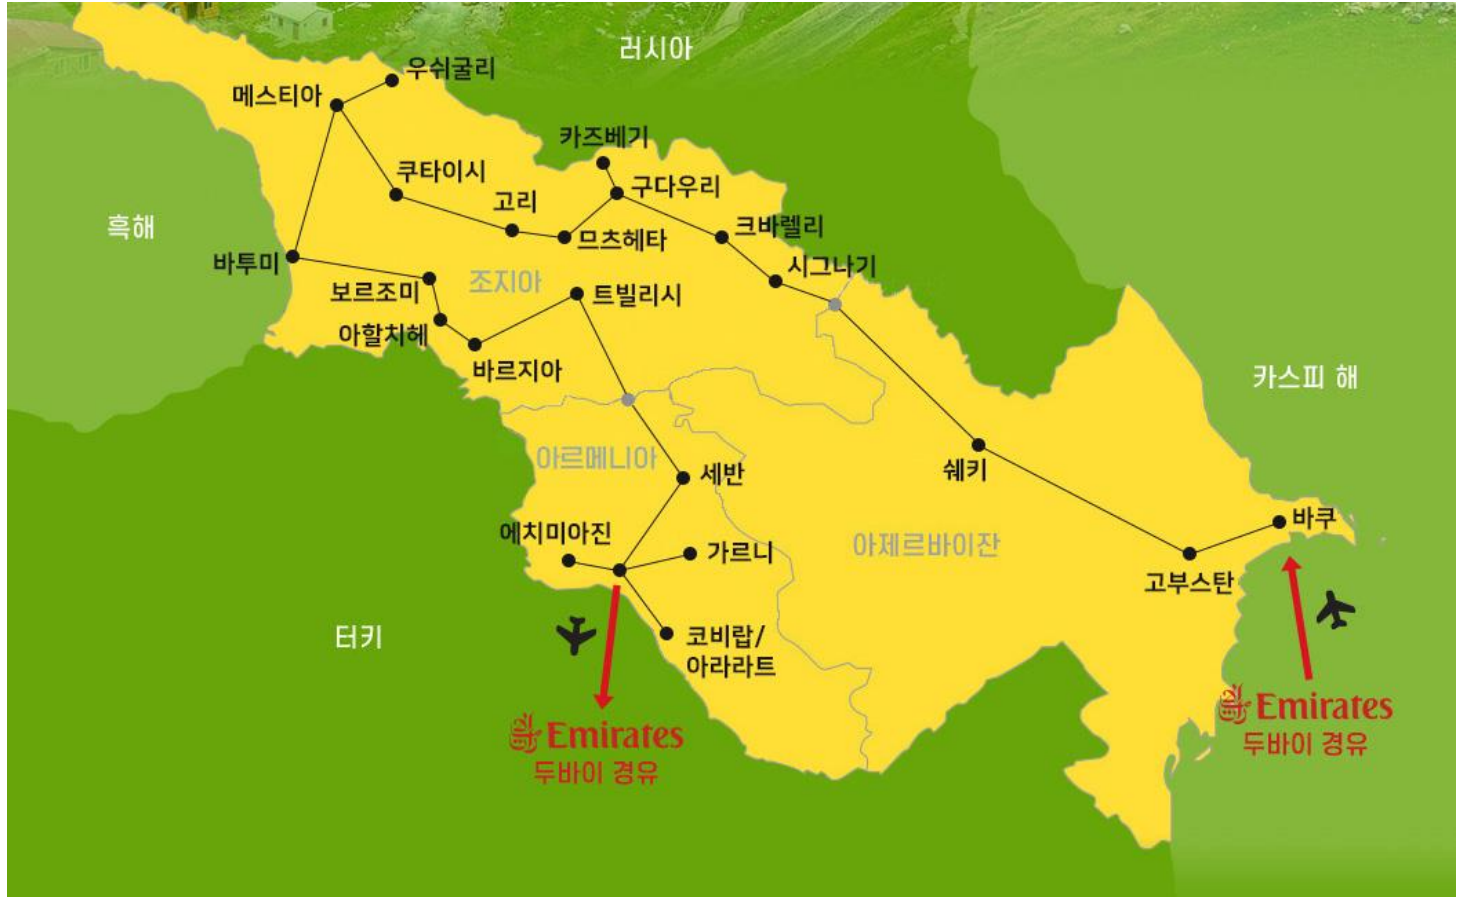 러시아
우쉬굴리
메스티아
카즈베기
쿠타이시
구다우리
고리
흑해
크바렐리
므츠헤타
바투미
시그나기
조지아
보르조미
트빌리시
아할치헤
바르지아
카스피 해
아르메니아
세반
쉐키
바쿠
에치미아진
가르니
아제르바이잔
고부스탄
터키
코비랍/
아라라트
Emirates
두바이 경유
Emirates
두바이 경유